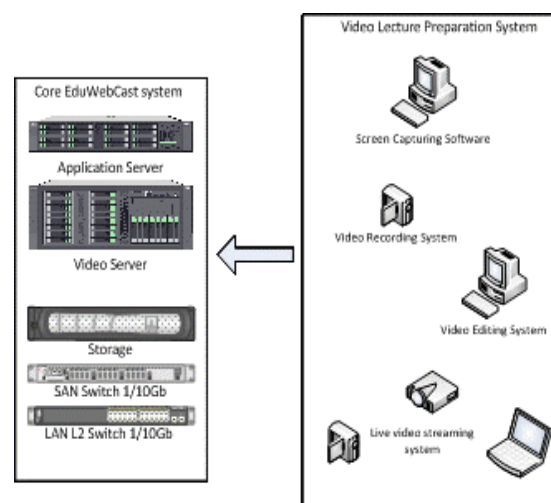 Core EduWebCast system
Application Server
Video Server
Storage
SAN Switch 1/10Gb
LAN L2 Switch 1/10Gb
Video Lecture Preparation System
Screen Capturing Software
Video Recording System
Video Editing System
Live video streaming
system